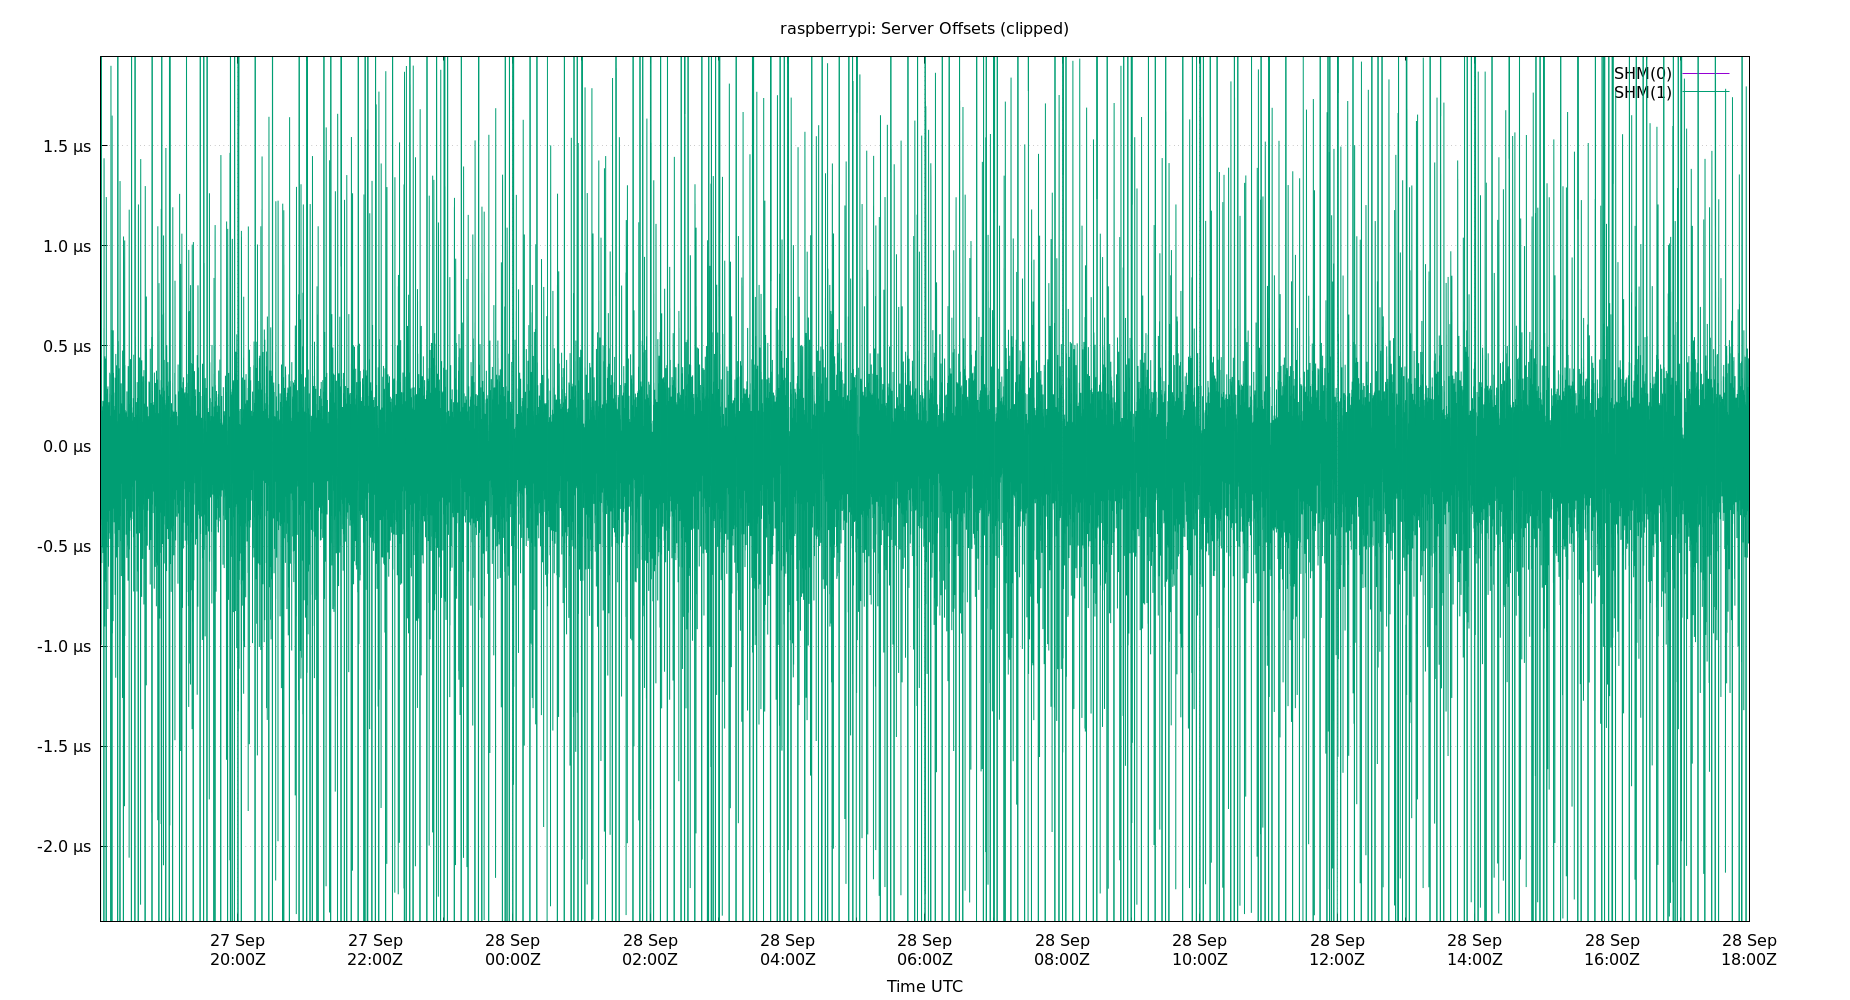 raspberrypi: Server Offsets (clipped)
SHM(0)
SHM(1)
1.5 µs
1.0 µs
0.5 µs
0.0 µs
-0.5 µs
-1.0 µs
-1.5 µs
-2.0 µs
27 Sep 27 Sep 28 Sep 28 Sep 28 Sep 28 Sep 28 Sep 28 Sep 28 Sep 28 Sep 28 Sep 28 Sep
20:00Z 22:00Z 00:00Z 02:00Z 04:00Z 06:00Z 08:00Z 10:00Z 12:00Z 14:00Z 16:00Z 18:00Z
Time UTC